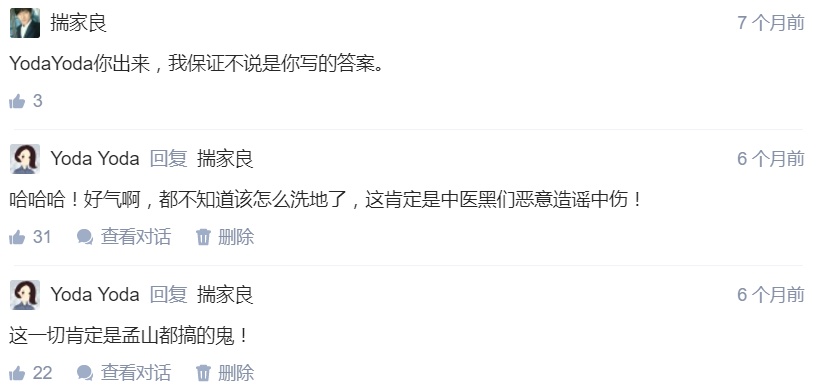 揣家良 7 个月前
YodaYoda你出来，我保证不说是你写的答案。
3
Yoda Yoda 回复 揣家良 6 个月前
哈哈哈！好气啊，都不知道该怎么洗地了，这肯定是中医黑们恶意造谣中伤！
31 查看对话 删除
Yoda Yoda 回复 揣家良 6 个月前
这一切肯定是孟山都搞的鬼！
22 查看对话 删除